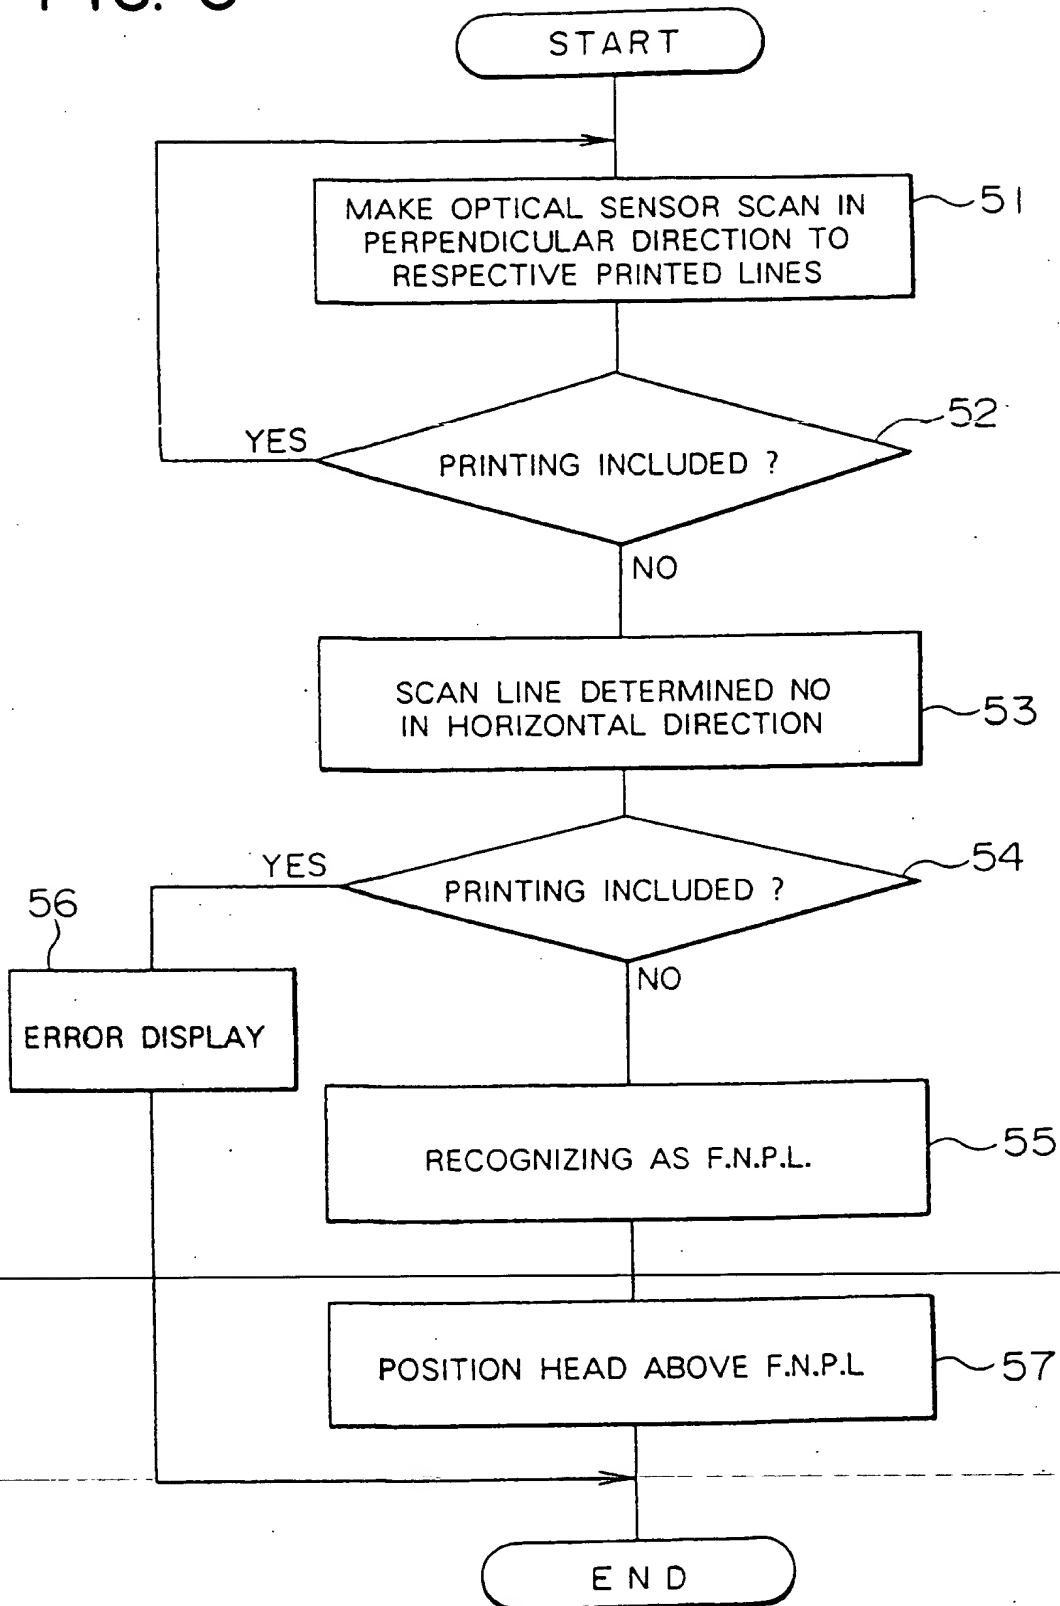 START
MAKE OPTICAL SENSOR SCAN IN
PERPENDICULAR DIRECTION TO
RESPECTIVE PRINTED LINES
51
52
YES
PRINTING INCLUDED ?
NO
SCAN LINE DETERMINED NO
IN HORIZONTAL DIRECTION
53
YES
54
PRINTING INCLUDED ?
56
NO
ERROR DISPLAY
RECOGNIZING AS F.N.P.L.
55
POSITION HEAD ABOVE F.N.P.L
57
END